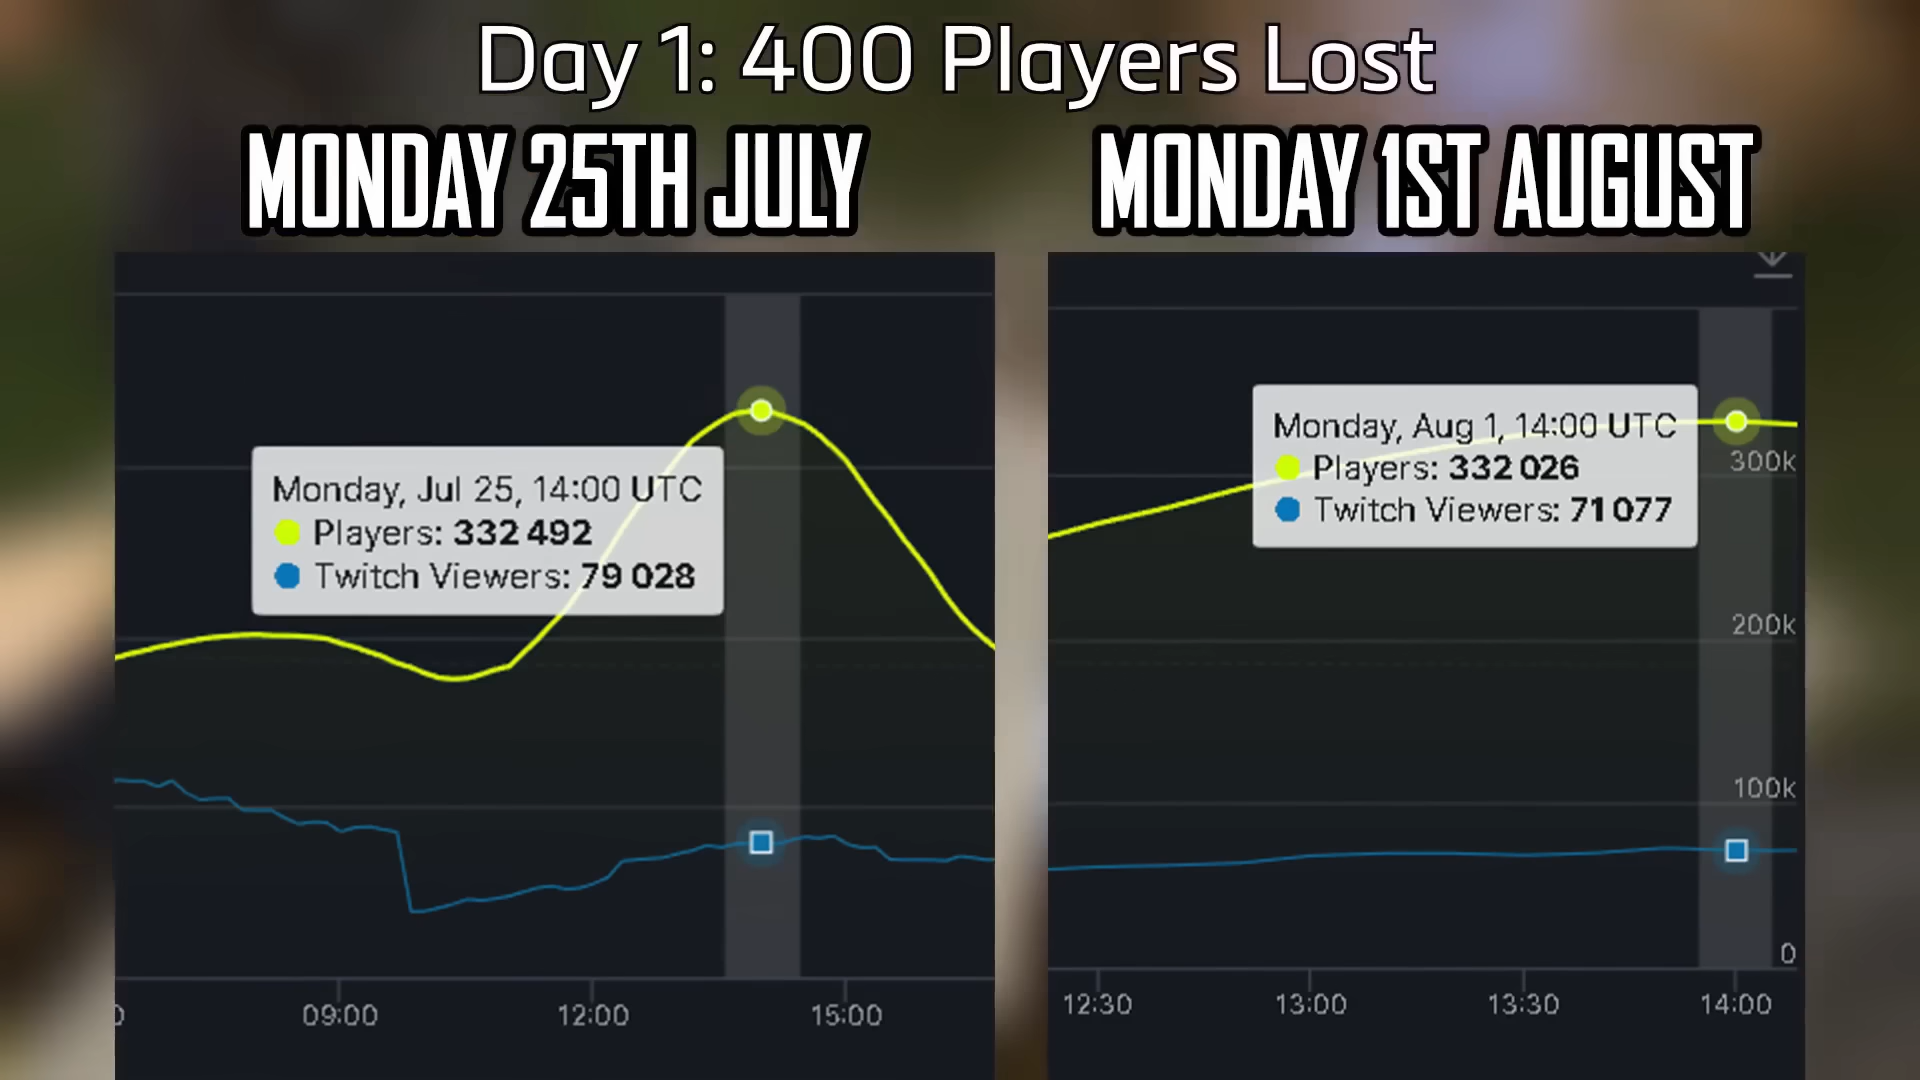 Day 1: 400 Players Lost
MONDAY 25TH JULY
MONDAY 1ST AUGUST
Monday, Jul 25, 14:00 UTC
Players: 332 492
Twitch Viewers: 79 028
09:00
12:00
15:00
Monday, Aug 1, 14:00 UTC
Players: 332 026
Twitch Viewers: 71 077
300k
200k
100k
0
12:30
13:00
13:30
14:00